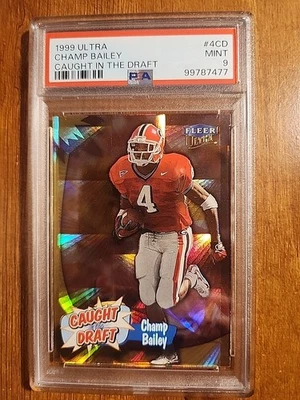 1999 ULTRA #4CD
CHAMP BAILEY MINT
CAUGHT IN THE DRAFT 9
PSA 99787477
FLEER
ULTRA
4
CAUGHT
IN THE
DRAFT
Champ
Bailey